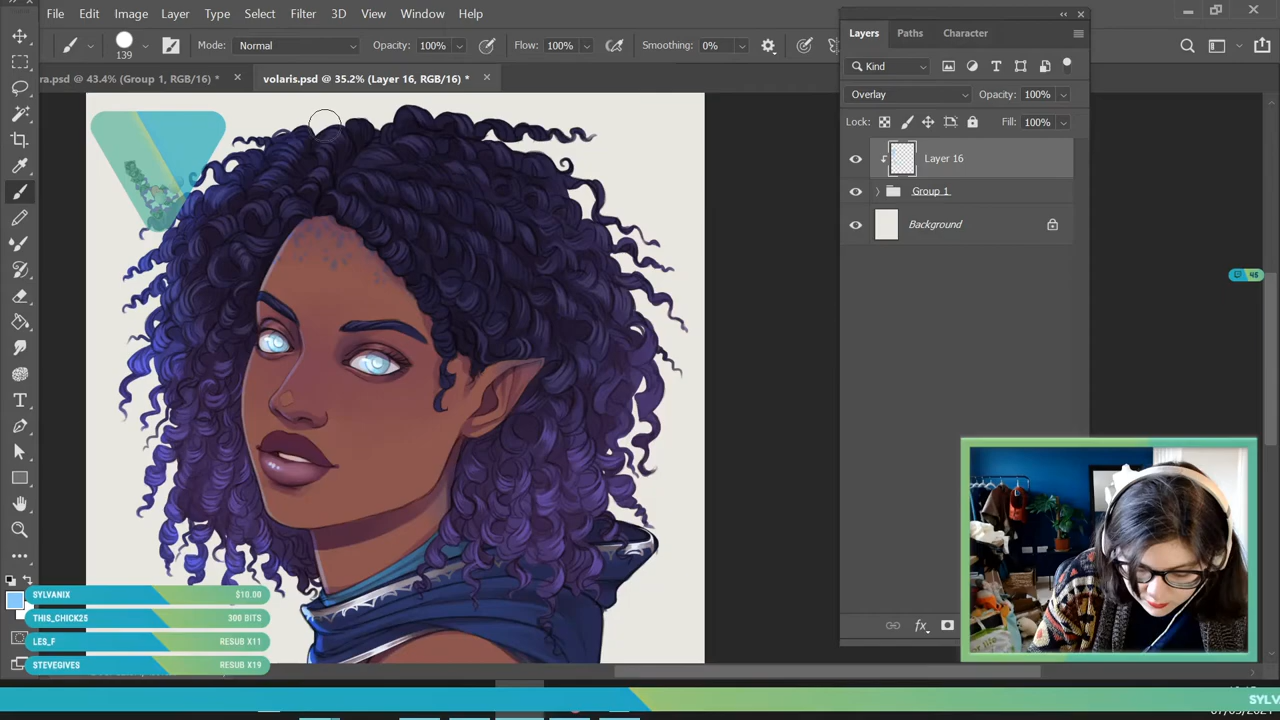 File Edit Image Layer Type Select Filter 3D View Window Help
139 Mode: Normal Opacity: 100% Flow: 100% Smoothing: 0%
ra.psd @ 43.4% (Group 1, RGB/16) * volaris.psd @ 35.2% (Layer 16, RGB/16) *
Layers Paths Character
Kind
Overlay Opacity: 100%
Lock: Fill: 100%
Layer 16
Group 1
Background
45
SYLVANIX $10.00
THIS_CHICK25 300 BITS
LES_F RESUB X11
STEVEGIVES RESUB X19
SYLV